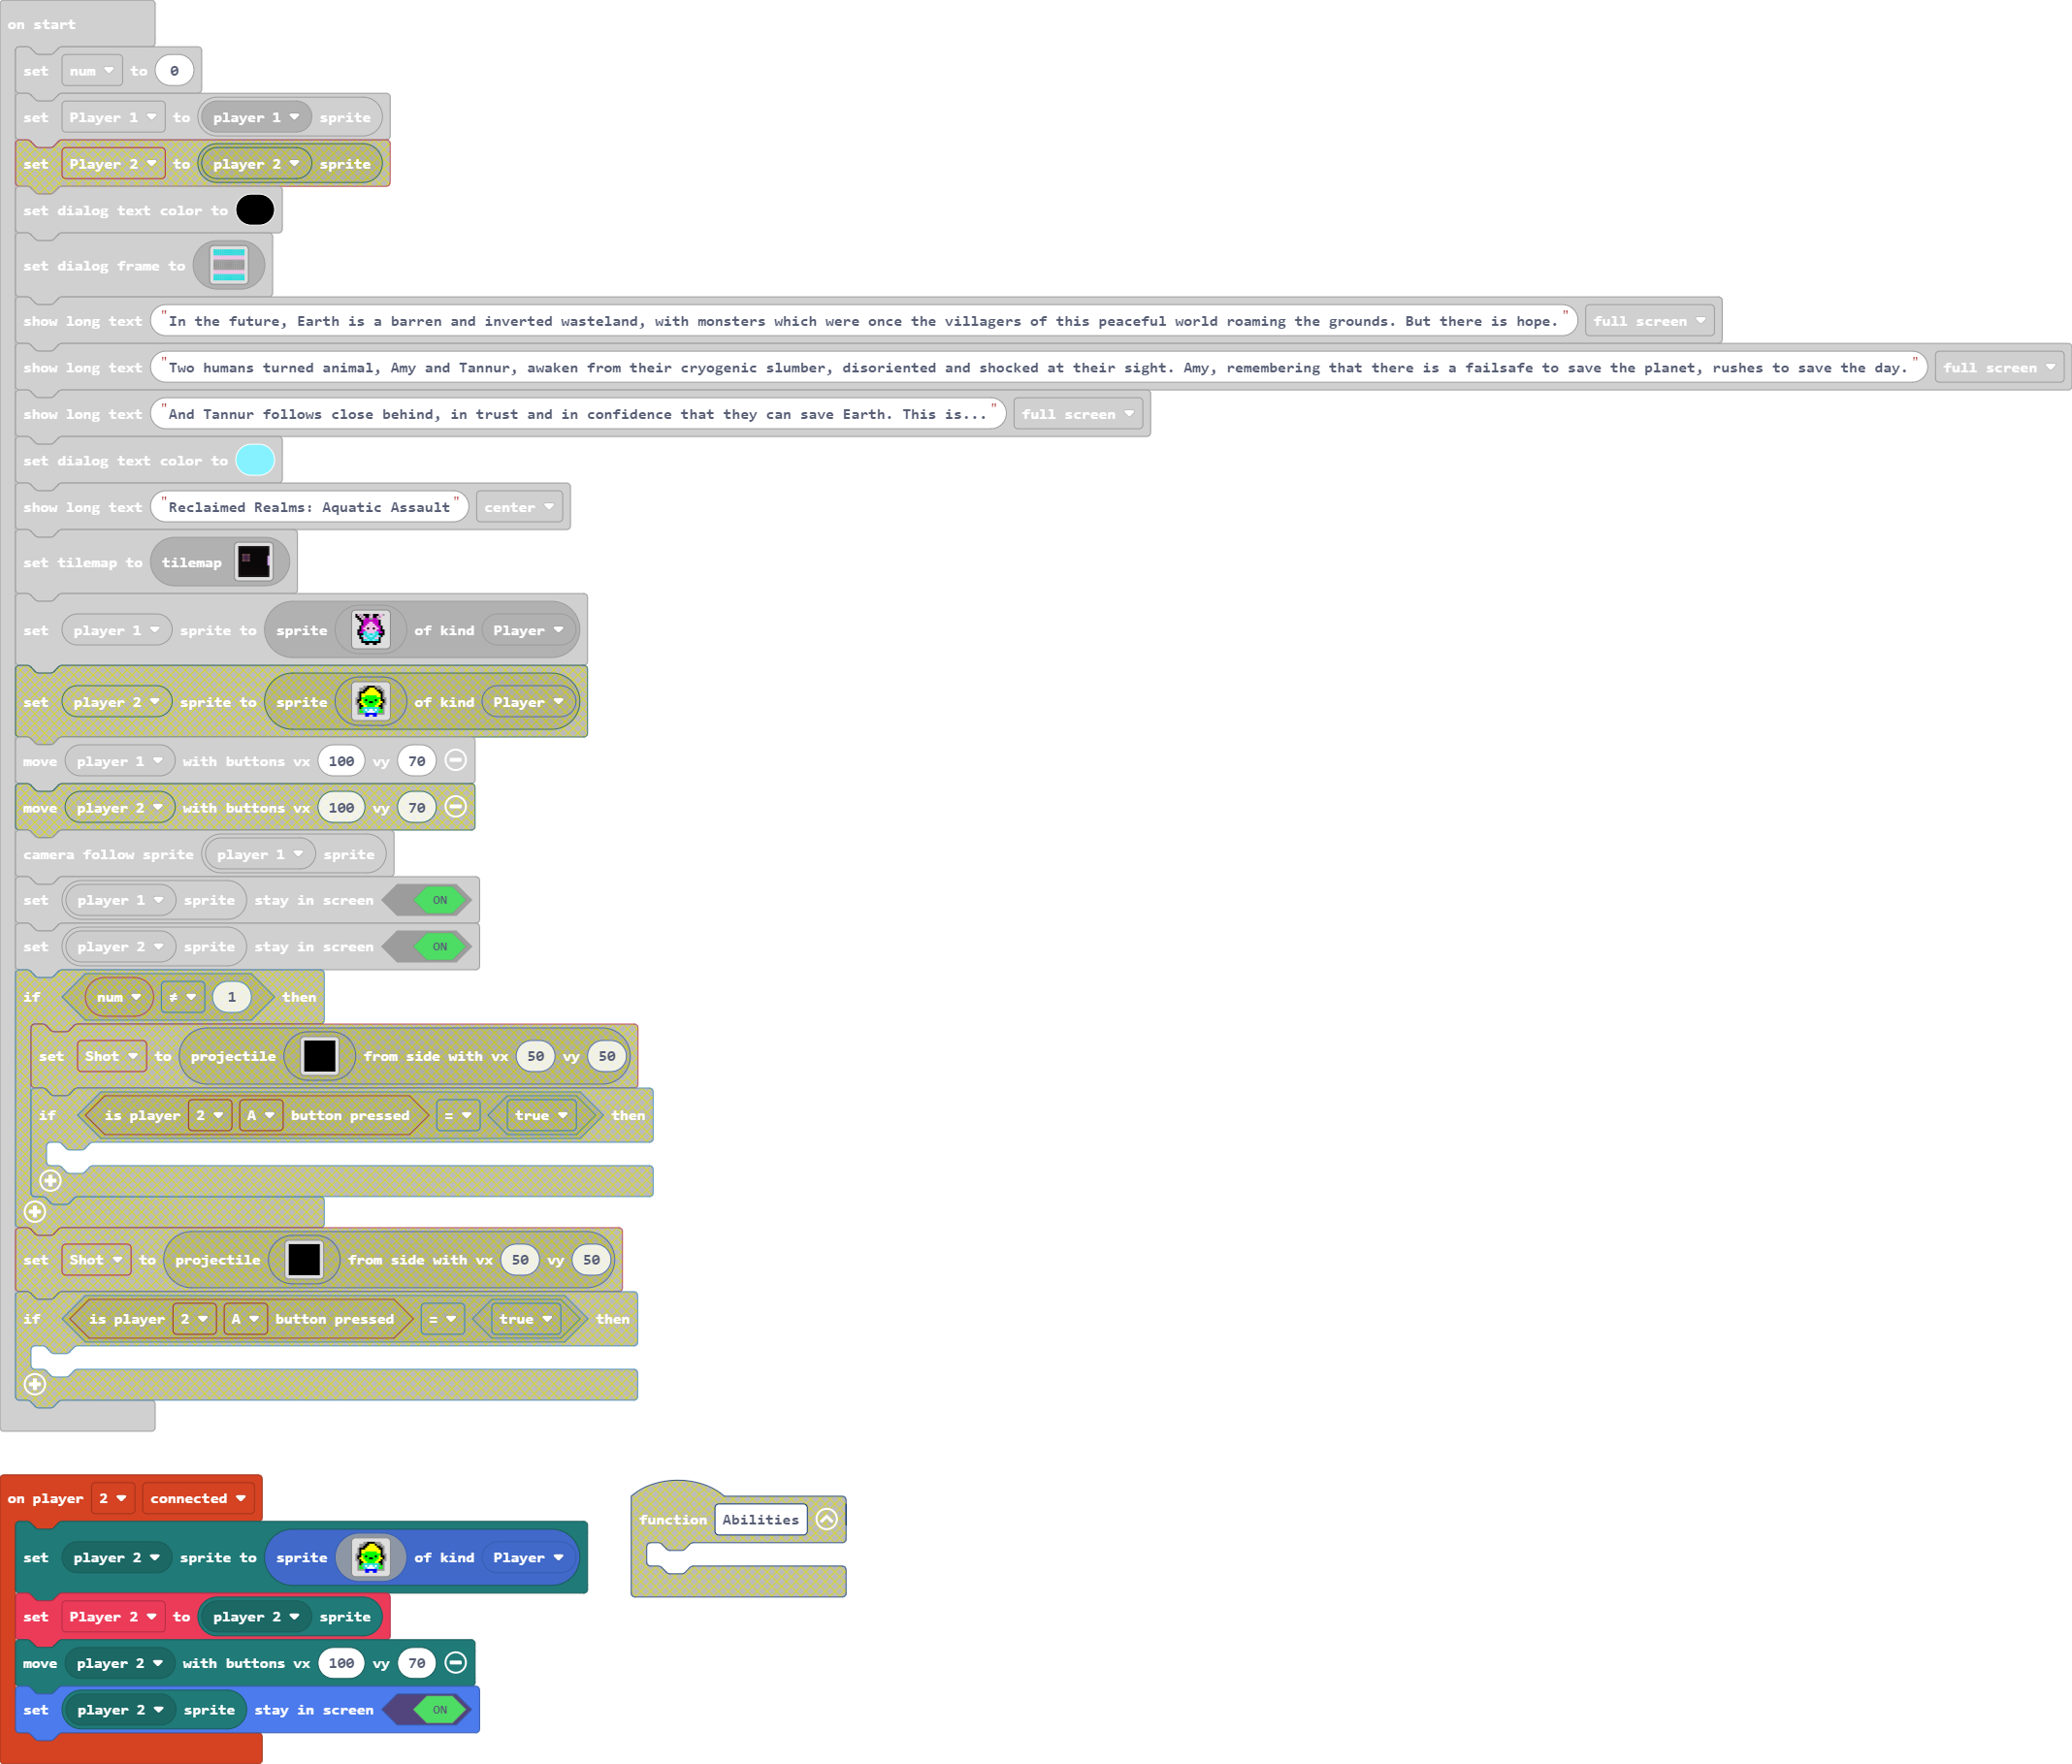 on start
set num to 0
set Player 1 to player 1 sprite
set Player 2 to player 2 sprite
set dialog text color to
set dialog frame to
show long text "In the future, Earth is a barren and inverted wasteland, with monsters which were once the villagers of this peaceful world roaming the grounds. But there is hope." full screen
show long text "Two humans turned animal, Amy and Tannur, awaken from their cryogenic slumber, disoriented and shocked at their sight. Amy, remembering that there is a failsafe to save the planet, rushes to save the day. " full screen
show long text "And Tannur follows close behind, in trust and in confidence that they can save Earth. This is..." full screen
set dialog text color to
show long text "Reclaimed Realms: Aquatic Assault" center
set tilemap to tilemap
set player 1 sprite to sprite of kind Player
set player 2 sprite to sprite of kind Player
move player 1 with buttons vx 100 vy 70
move player 2 with buttons vx 100 vy 70
camera follow sprite player 1 sprite
set player 1 sprite stay in screen ON
set player 2 sprite stay in screen ON
if num ≠ 1 then
set Shot to projectile from side with vx 50 vy 50
if is player 2 A button pressed = true then
set Shot to projectile from side with vx 50 vy 50
if is player 2 A button pressed = true then
on player 2 connected
set player 2 sprite to sprite of kind Player
set Player 2 to player 2 sprite
move player 2 with buttons vx 100 vy 70
set player 2 sprite stay in screen ON
function Abilities